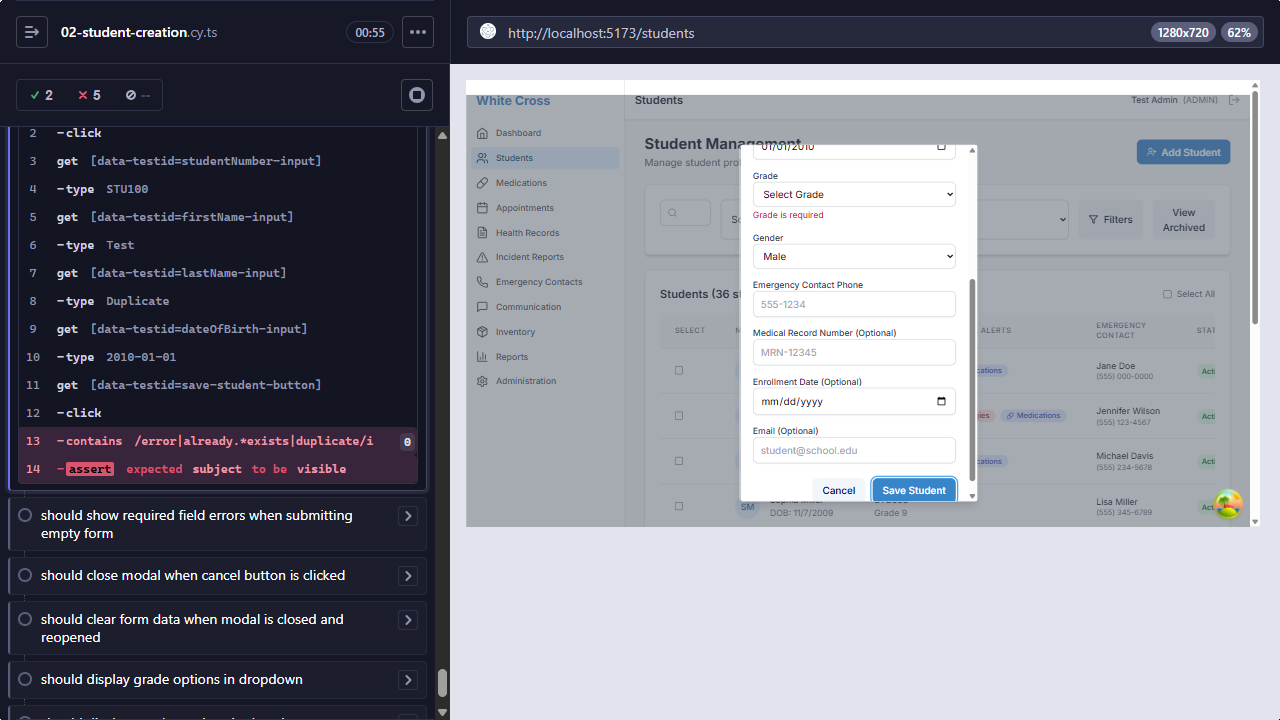 02-student-creation.cy.ts
00:55
2
5
--
2 -click
3 get [data-testid=studentNumber-input]
4 -type STU100
5 get [data-testid=firstName-input]
6 -type Test
7 get [data-testid=lastName-input]
8 -type Duplicate
9 get [data-testid=dateOfBirth-input]
10 -type 2010-01-01
11 get [data-testid=save-student-button]
12 -click
13 -contains /error|already.*exists|duplicate/i 0
14 -assert expected subject to be visible
should show required field errors when submitting
empty form
should close modal when cancel button is clicked
should clear form data when modal is closed and
reopened
should display grade options in dropdown
http://localhost:5173/students
1280x720
62%
White Cross
Dashboard
Students
Medications
Appointments
Health Records
Incident Reports
Emergency Contacts
Communication
Inventory
Reports
Administration
Students
Test Admin (ADMIN)
Student Management
Add Student
Filters
View
Archived
Select All
SELECT
ALERTS
EMERGENCY
CONTACT
Jane Doe
(555) 000-0000
Jennifer Wilson
(555) 123-4567
Medications
Michael Davis
(555) 234-5678
Lisa Miller
(555) 345-6789
SM
DOB: 11/7/2009
Grade 9
01/01/2010
Grade
Select Grade
Grade is required
Gender
Male
Emergency Contact Phone
555-1234
Medical Record Number (Optional)
MRN-12345
Enrollment Date (Optional)
mm/dd/yyyy
Email (Optional)
student@school.edu
Cancel
Save Student